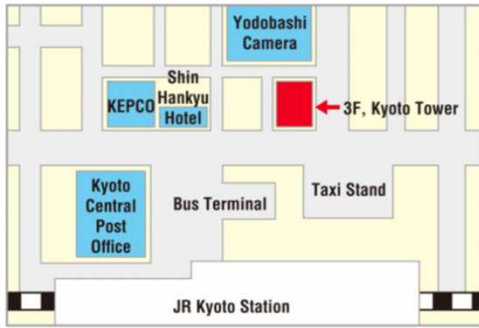 Yodobashi
Camera
Shin
Hankyu
Hotel
KEPCO
3F, Kyoto Tower
Kyoto
Central
Post
Office
Bus Terminal
Taxi Stand
JR Kyoto Station